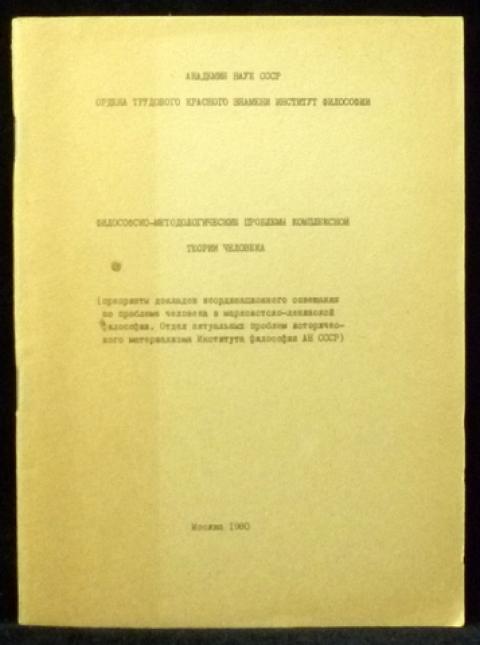 АКАДЕМИЯ НАУК СССР
ОРДЕНА ТРУДОВОГО КРАСНОГО ЗНАМЕНИ ИНСТИТУТ ФИЛОСОФИИ
ФИЛОСОФСКО-МЕТОДОЛОГИЧЕСКИЕ ПРОБЛЕМЫ КОМПЛЕКСНОЙ
ТЕОРИИ ЧЕЛОВЕКА
(препринты докладов координационного совещания
по проблеме человека в марксистско-ленинской
философии. Отдел актуальных проблем историчес-
кого материализма Института философии АН СССР)
Москва 1980